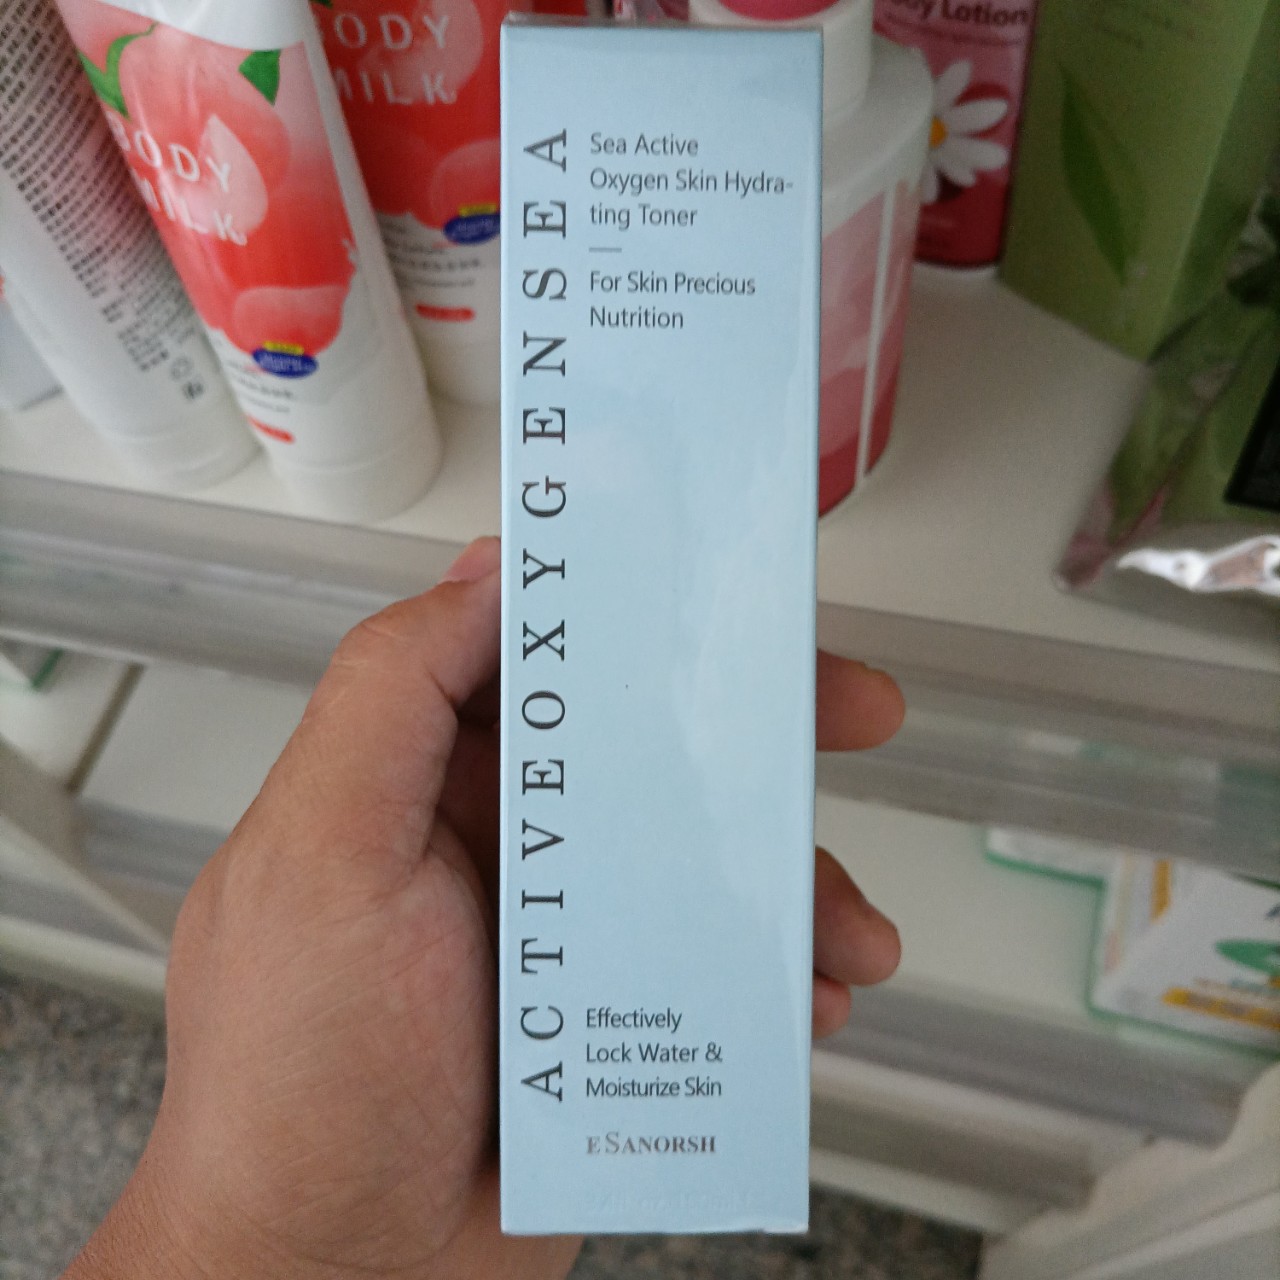 BODY
MILK
BODY
MILK
Body Lotion
ACTIVEOXYGENSEA
Sea Active
Oxygen Skin Hydra-
ting Toner
For Skin Precious
Nutrition
Effectively
Lock Water &
Moisturize Skin
ESANORSH